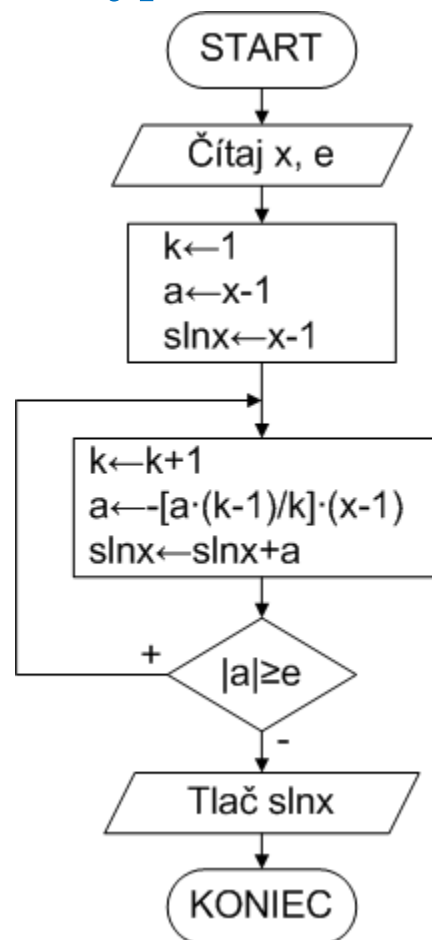 START
Čítaj x, e
k←1
a←x-1
slnx←x-1
k←k+1
a←-[a·(k-1)/k]·(x-1)
slnx←slnx+a
+
|a|≥e
-
Tlač slnx
KONIEC